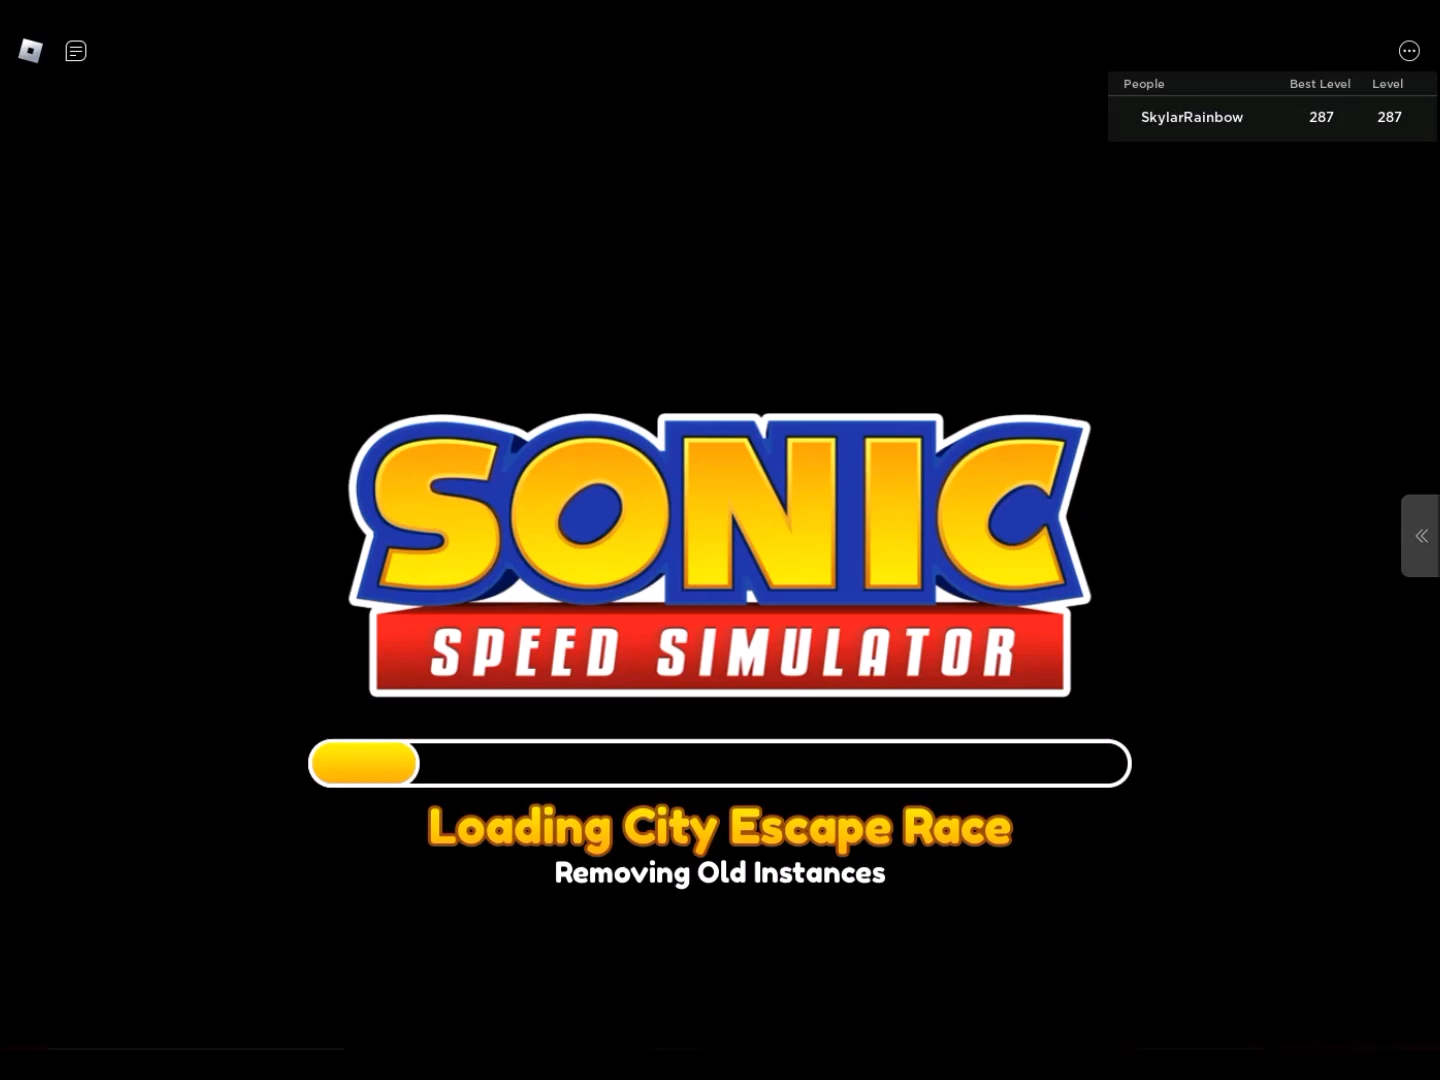 People Best Level Level
SkylarRainbow 287 287
SONIC
SPEED SIMULATOR
Loading City Escape Race
Removing Old Instances